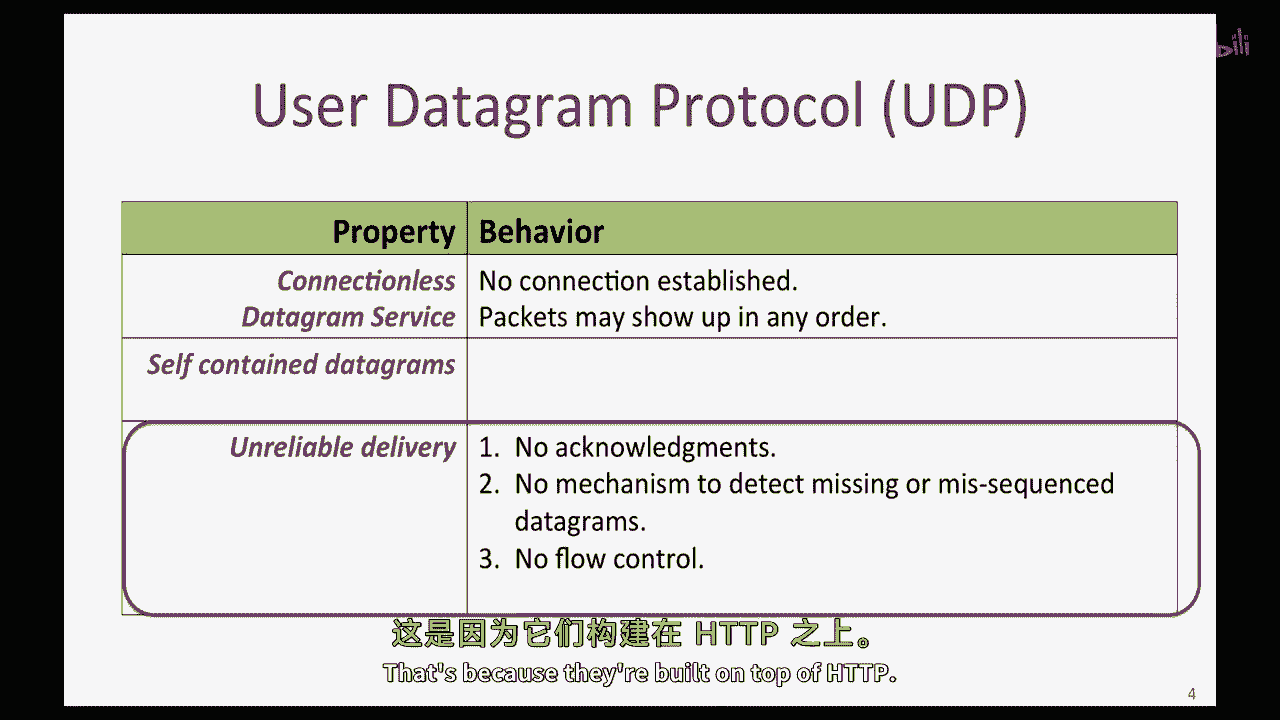 bili
User Datagram Protocol (UDP)
Property Behavior
Connectionless No connection established.
Datagram Service Packets may show up in any order.
Self contained datagrams
Unreliable delivery 1. No acknowledgments.
2. No mechanism to detect missing or mis-sequenced
datagrams.
3. No flow control.
这是因为它们构建在 HTTP 之上。
That's because they're built on top of HTTP.
4